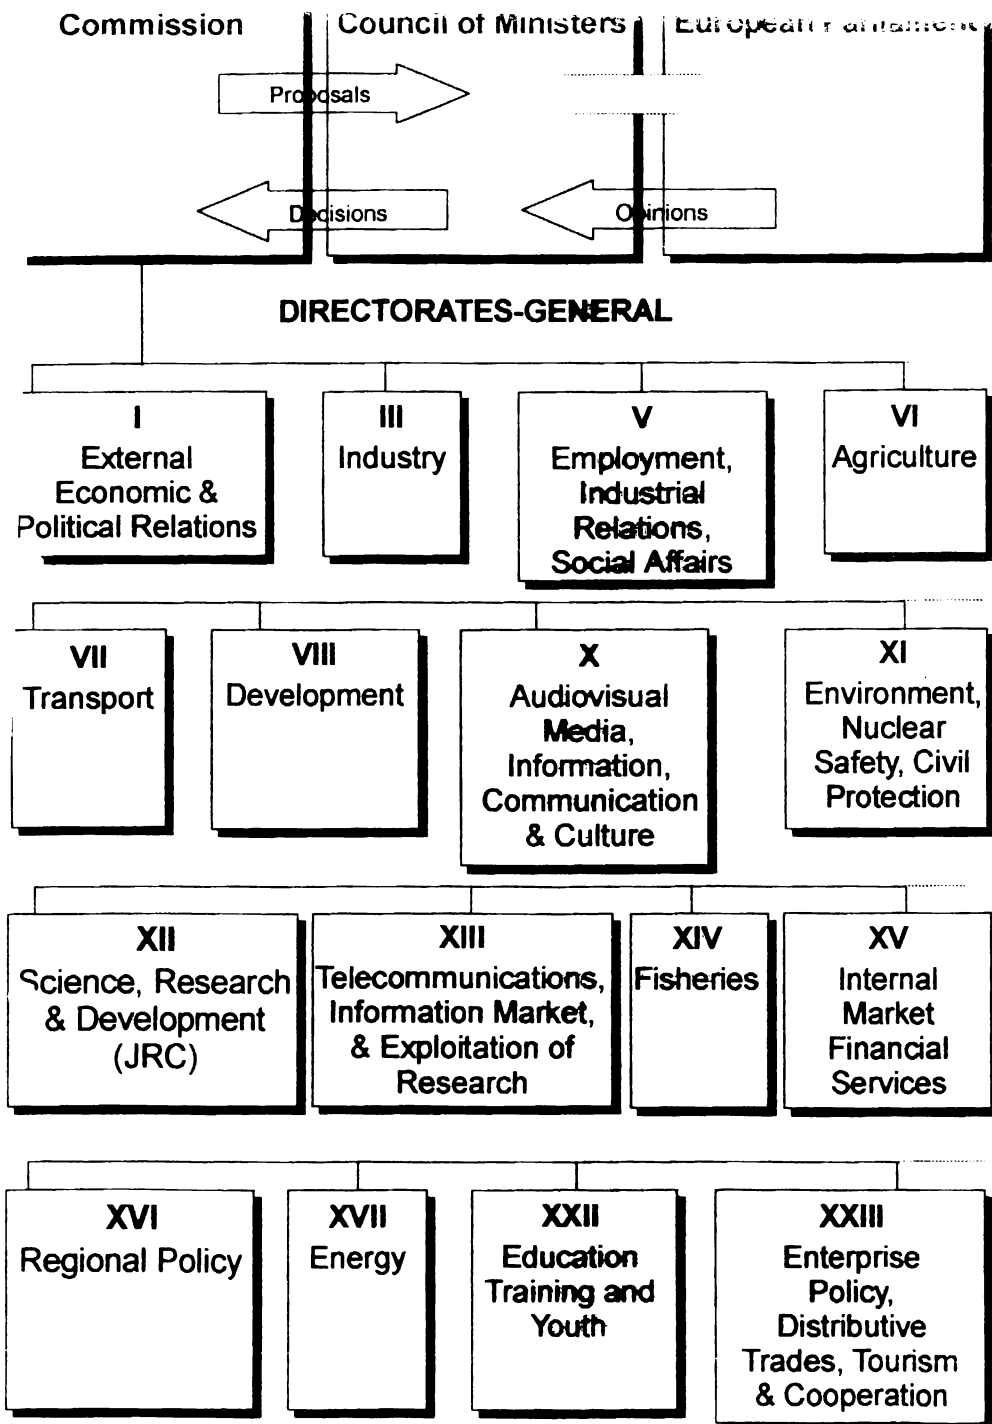 Commission
Council of Ministers
European Parliament
Proposals
Decisions
Opinions
DIRECTORATES-GENERAL
I
External
Economic &
Political Relations
III
Industry
V
Employment,
Industrial
Relations,
Social Affairs
VI
Agriculture
VII
Transport
VIII
Development
X
Audiovisual
Media,
Information,
Communication
& Culture
XI
Environment,
Nuclear
Safety, Civil
Protection
XII
Science, Research
& Development
(JRC)
XIII
Telecommunications,
Information Market,
& Exploitation of
Research
XIV
Fisheries
XV
Internal
Market
Financial
Services
XVI
Regional Policy
XVII
Energy
XXII
Education
Training and
Youth
XXIII
Enterprise
Policy,
Distributive
Trades, Tourism
& Cooperation